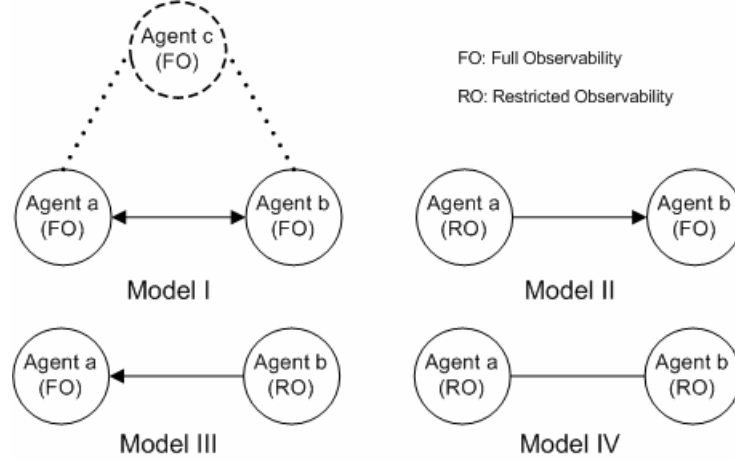 Agent c
(FO)
FO: Full Observability
RO: Restricted Observability
Agent a
(FO)
Agent b
(FO)
Agent a
(RO)
Agent b
(FO)
Model I
Model II
Agent a
(FO)
Agent b
(RO)
Agent a
(RO)
Agent b
(RO)
Model III
Model IV